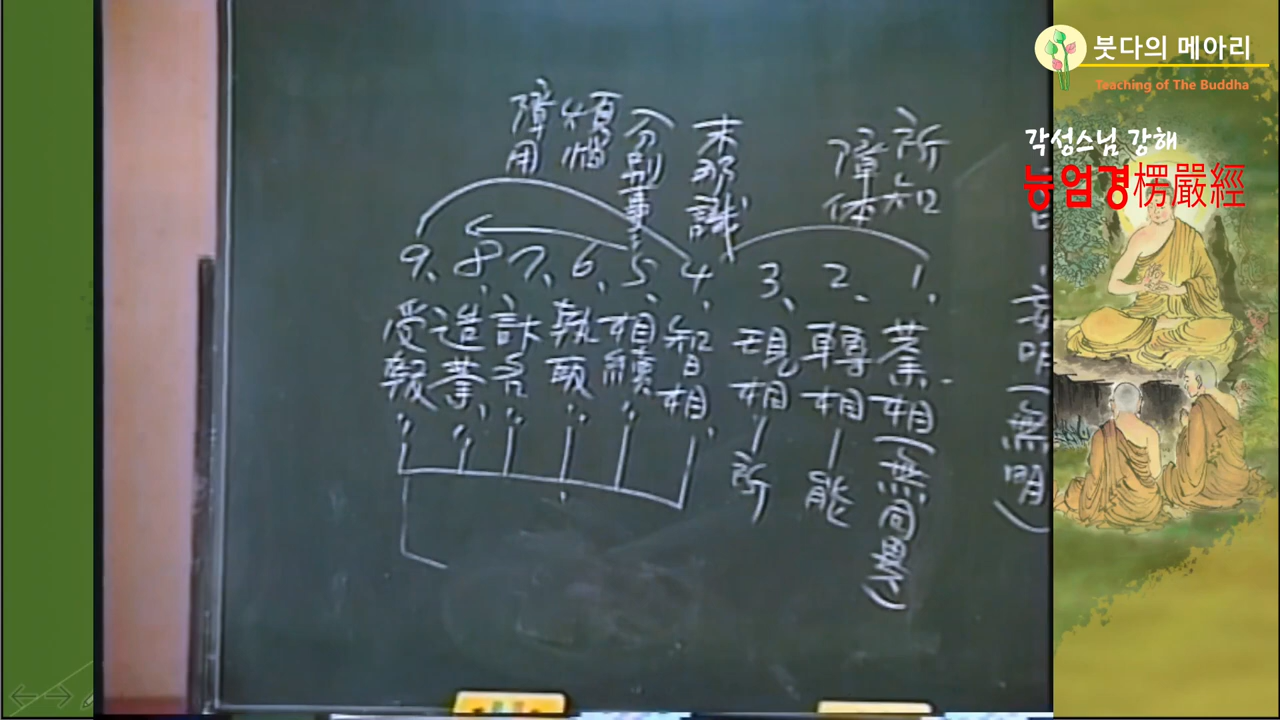 붓다의 메아리
Teaching of The Buddha
각성스님 강해
능엄경楞嚴經
妄明(無明)
所知
障体
末那識
分別事
煩惱
障用
1、業相(無同異)
2、轉相 能
3、現相 所
4、智相
5、相續〃
6、執取〃
7、計名〃
8、造業〃
9、受報〃